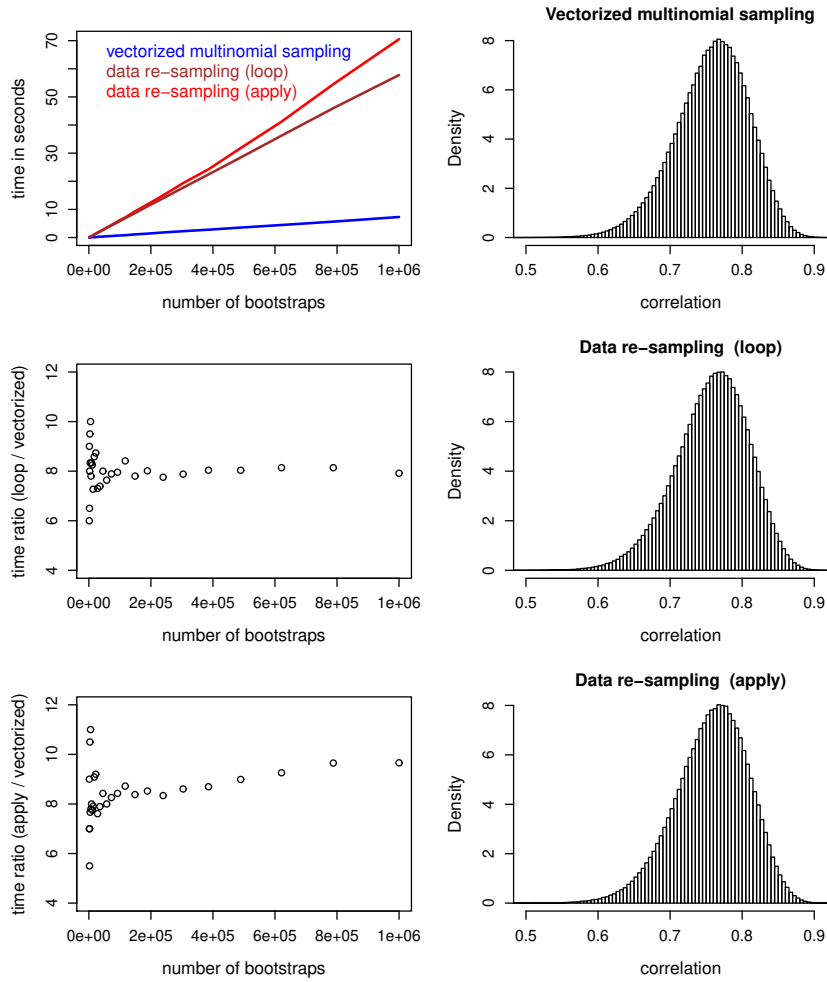 vectorized multinomial sampling
data re−sampling (loop)
data re−sampling (apply)
time in seconds
0 10 30 50 70
0e+00 2e+05 4e+05 6e+05 8e+05 1e+06
number of bootstraps
Vectorized multinomial sampling
Density
0 2 4 6 8
0.5 0.6 0.7 0.8 0.9
correlation
time ratio (loop / vectorized)
4 6 8 10 12
0e+00 2e+05 4e+05 6e+05 8e+05 1e+06
number of bootstraps
Data re−sampling (loop)
Density
0 2 4 6 8
0.5 0.6 0.7 0.8 0.9
correlation
time ratio (apply / vectorized)
4 6 8 10 12
0e+00 2e+05 4e+05 6e+05 8e+05 1e+06
number of bootstraps
Data re−sampling (apply)
Density
0 2 4 6 8
0.5 0.6 0.7 0.8 0.9
correlation